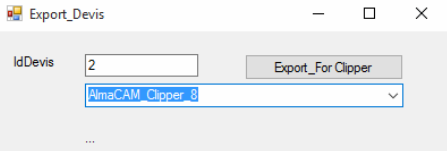 Export_Devis
IdDevis 2 Export_For Clipper
AlmaCAM_Clipper_8
...